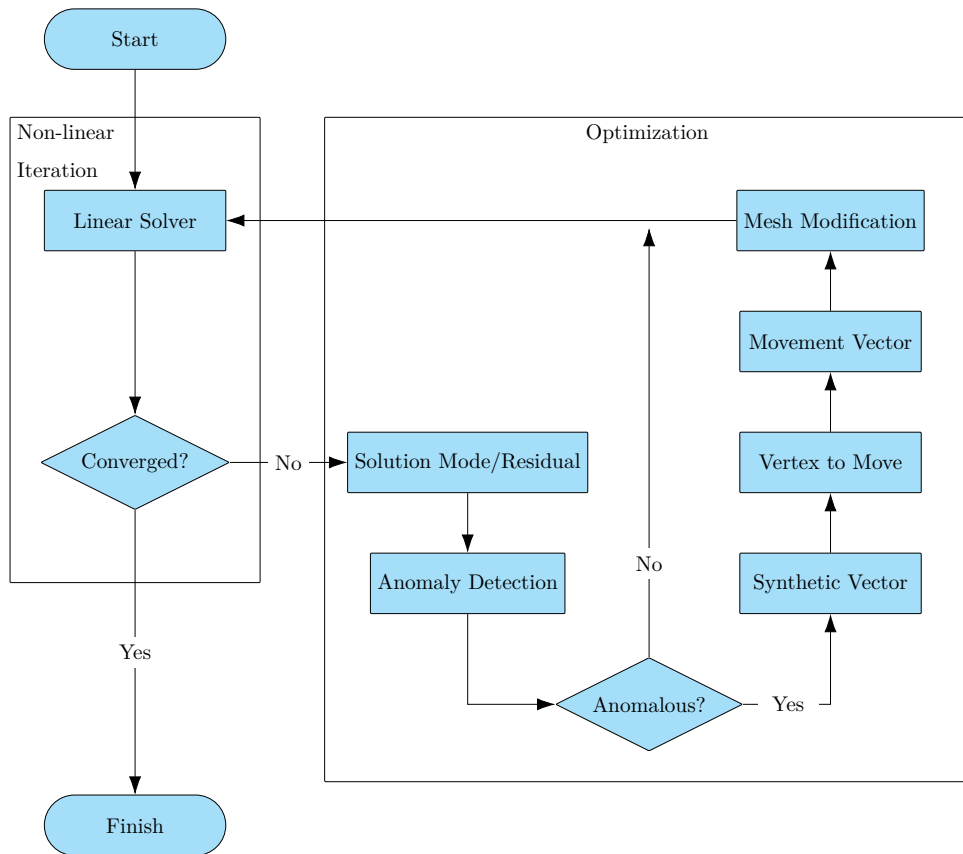 Start
Non-linear
Iteration
Linear Solver
Converged?
Yes
Finish
No
Optimization
Solution Mode/Residual
Anomaly Detection
Anomalous?
No
Yes
Synthetic Vector
Vertex to Move
Movement Vector
Mesh Modification